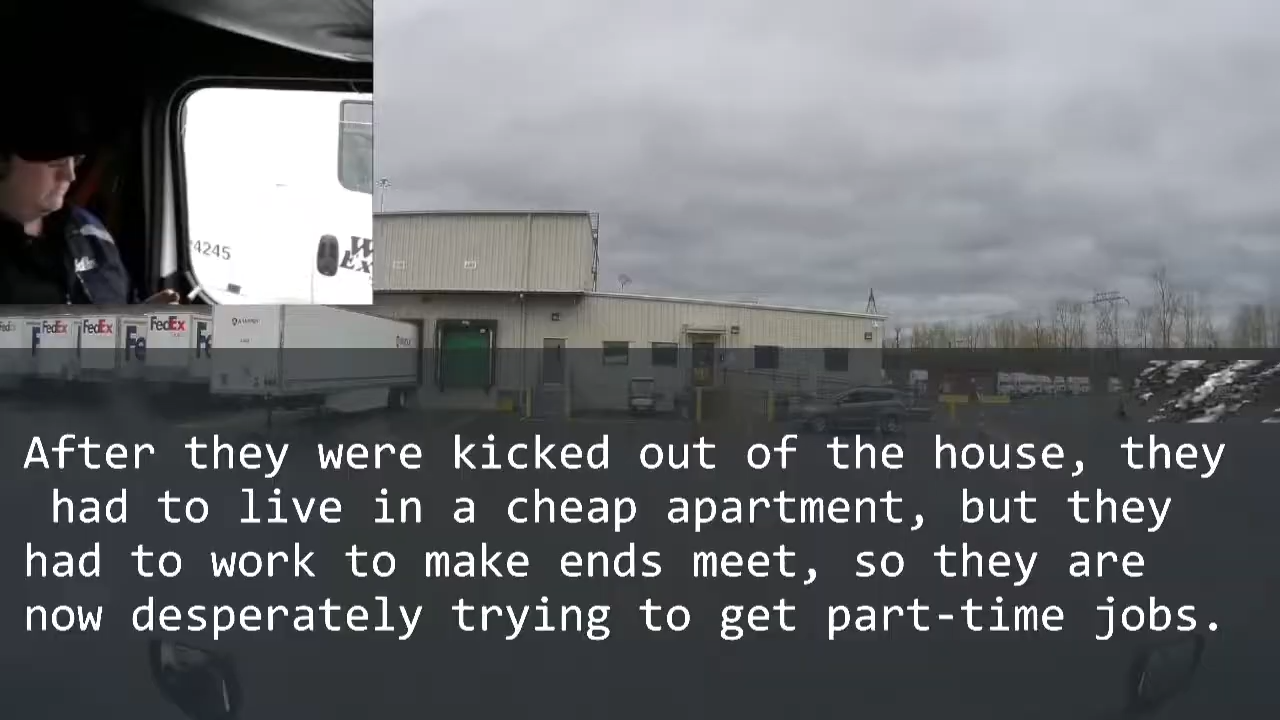 4245
FedEx
FedEx
FedEx
FedEx
After they were kicked out of the house, they
had to live in a cheap apartment, but they
had to work to make ends meet, so they are
now desperately trying to get part-time jobs.